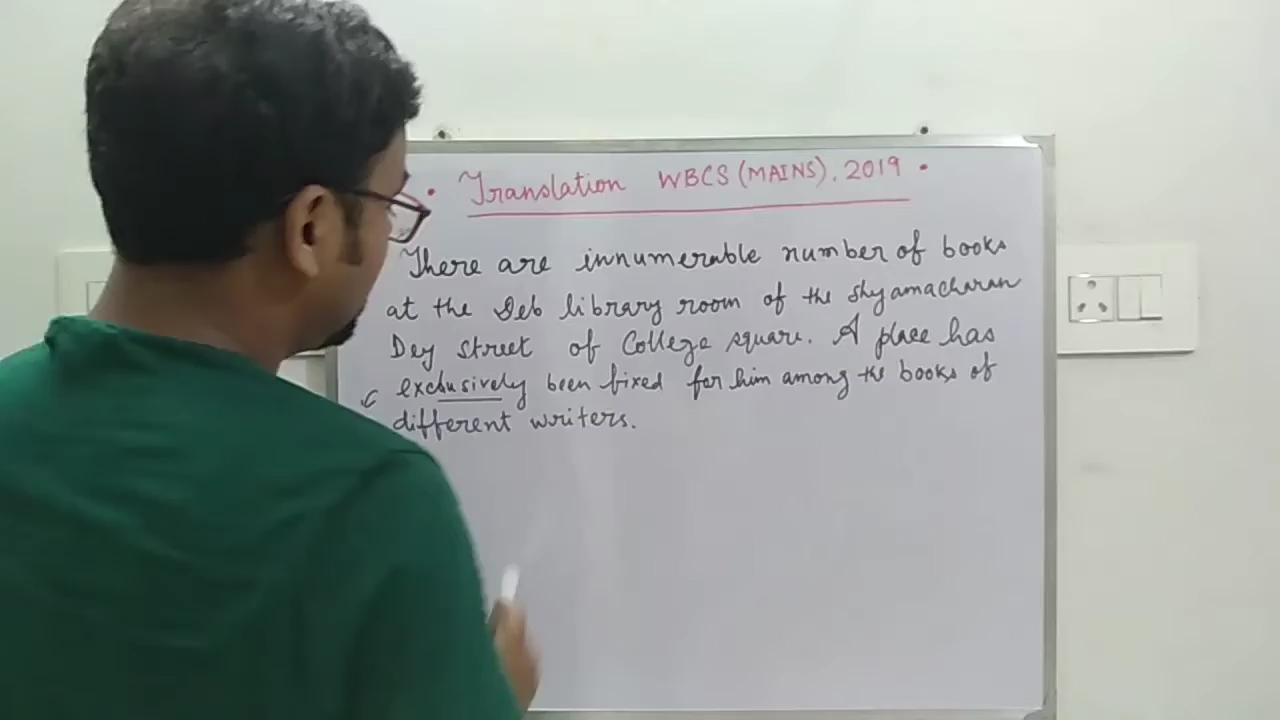 • Translation WBCS (MAINS). 2019 •
There are innumerable number of books
at the Deb library room of the Shyamacharan
Dey Street of College square. A place has
exclusively been fixed for him among the books of
different writers.